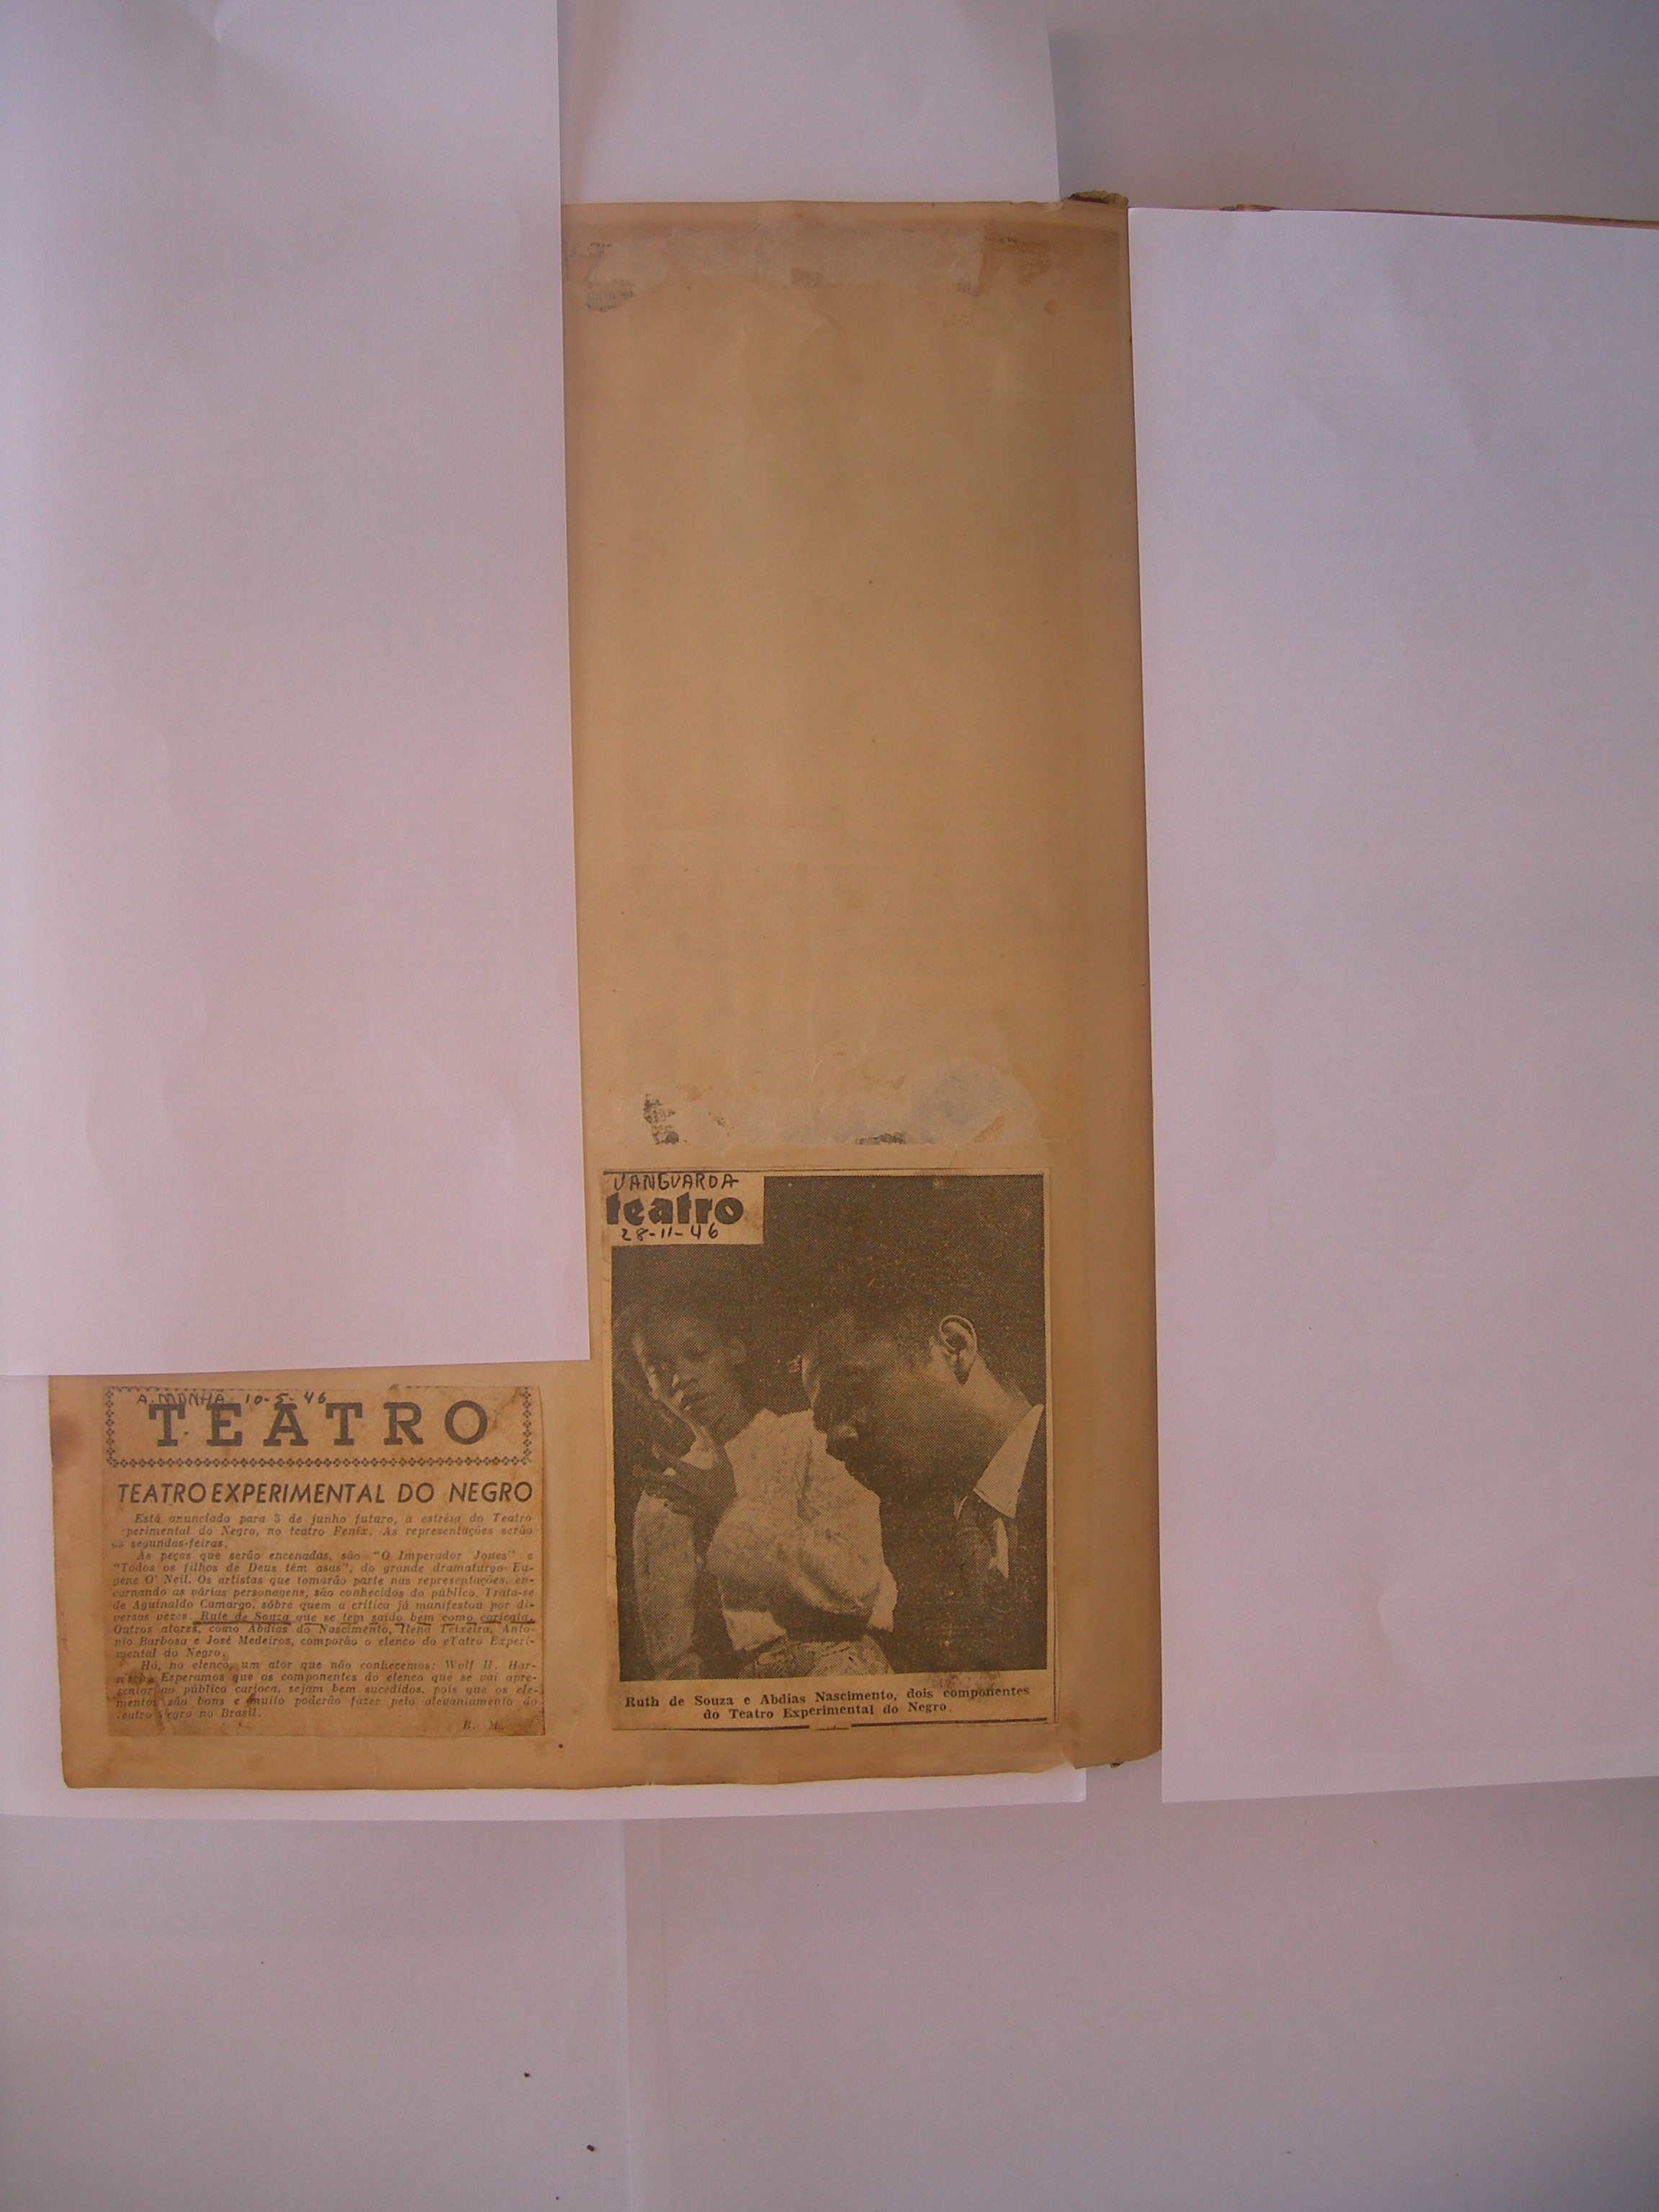 A. MANHÃ 10-5-46
TEATRO
TEATRO EXPERIMENTAL DO NEGRO
Está anunciado para 3 de junho futuro, a estréia do Teatro
perimental do Negro, no teatro Fenix. As representações serão
segundas-feiras.
As peças que serão encenadas, são "O Imperador Jones" e
"Todos os filhos de Deus têm asas", do grande dramaturgo Eu-
gene O' Neil. Os artistas que tomarão parte nas representações, en-
carnando as várias personagens, são conhecidos do público. Trata-se
de Aguinaldo Camargo, sôbre quem a crítica já manifestou por di-
versas vezes. Rute de Souza que se tem saído bem como caricata.
Outros atores, como Abdias do Nascimento, Ilena Teixeira, Antô-
nio Barbosa e José Medeiros, comporão o elenco do eTatro Experi-
mental do Negro.
Há, no elenco, um ator que não conhecemos: Wolf H. Har-
Esperamos que os componentes do elenco que se vai apre-
sentar ao público carioca, sejam bem sucedidos, pois que os ele-
mentos são bons e muito poderão fazer pelo alevantamento do
teatro negro no Brasil.
B. M.
VANGUARDA
teatro
28-11-46
Ruth de Souza e Abdias Nascimento, dois componentes
do Teatro Experimental do Negro.